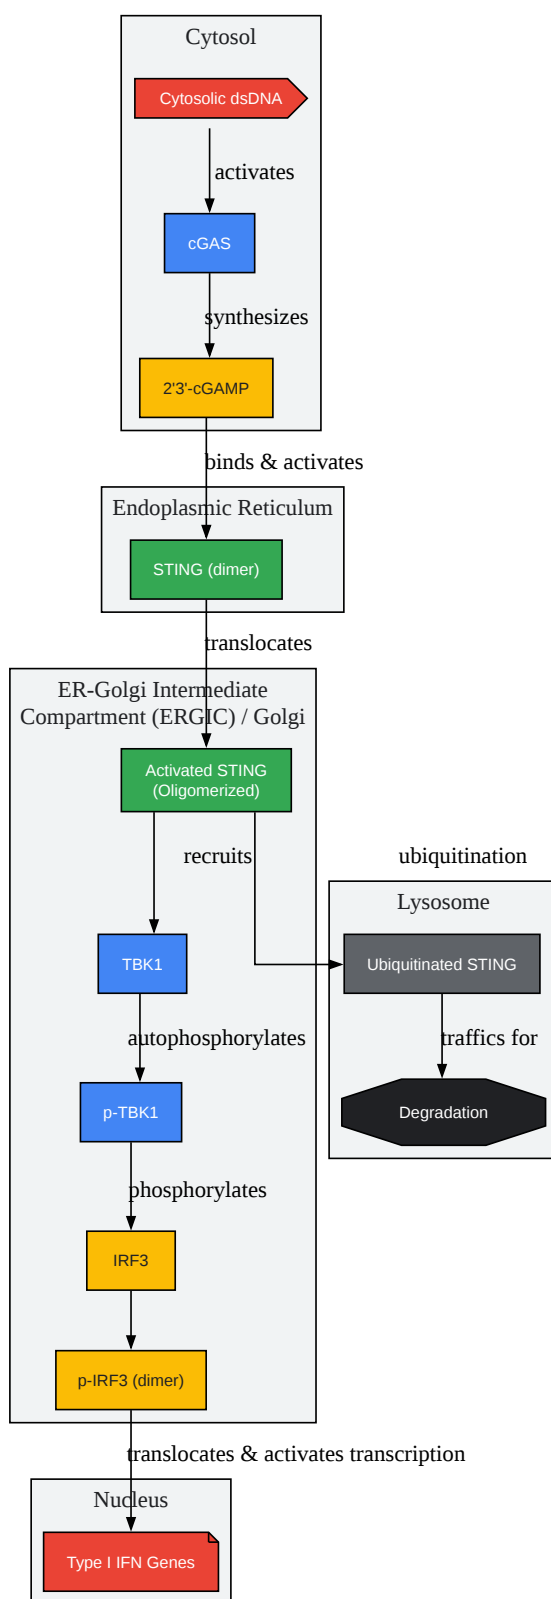 Cytosol
Cytosolic dsDNA
activates
cGAS
synthesizes
2'3'-cGAMP
binds & activates
Endoplasmic Reticulum
STING (dimer)
translocates
ER-Golgi Intermediate
Compartment (ERGIC) / Golgi
Activated STING
(Oligomerized)
recruits
ubiquitination
Lysosome
TBK1
Ubiquitinated STING
autophosphorylates
traffics for
p-TBK1
Degradation
phosphorylates
IRF3
p-IRF3 (dimer)
translocates & activates transcription
Nucleus
Type I IFN Genes